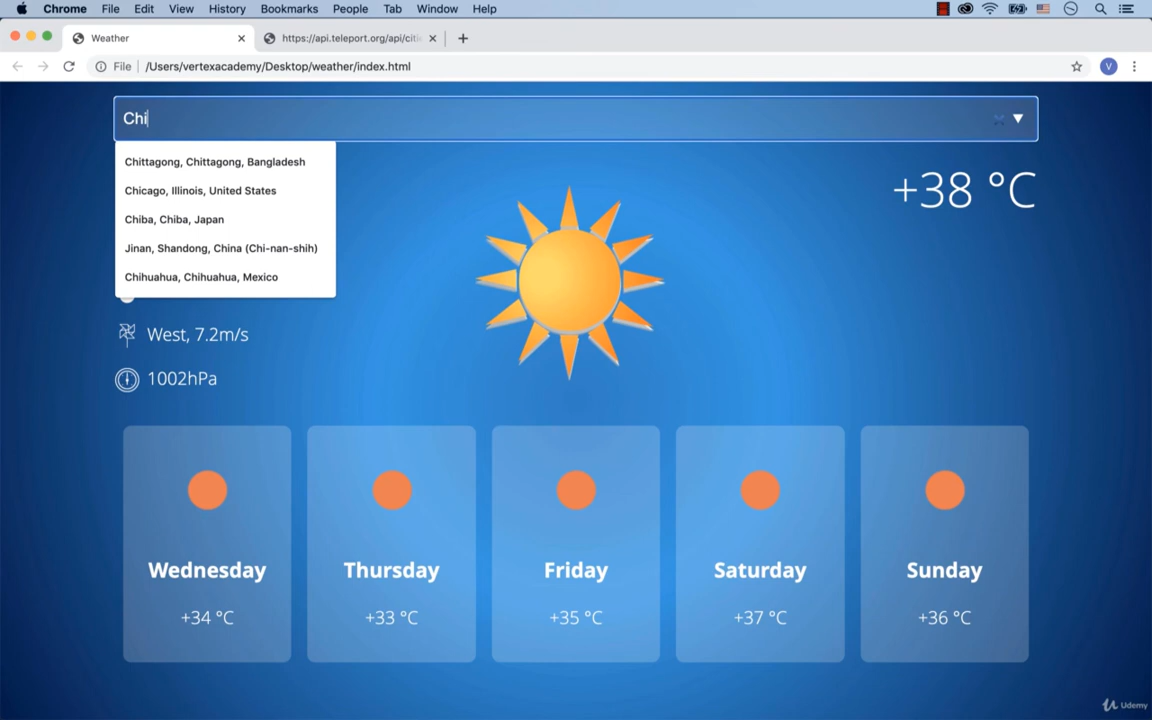 Chrome File Edit View History Bookmarks People Tab Window Help
Weather
https://api.teleport.org/api/citi
File /Users/vertexacademy/Desktop/weather/index.html
V
Chi
Chittagong, Chittagong, Bangladesh
Chicago, Illinois, United States
Chiba, Chiba, Japan
Jinan, Shandong, China (Chi-nan-shih)
Chihuahua, Chihuahua, Mexico
+38 °C
West, 7.2m/s
1002hPa
Wednesday
+34 °C
Thursday
+33 °C
Friday
+35 °C
Saturday
+37 °C
Sunday
+36 °C
Udemy